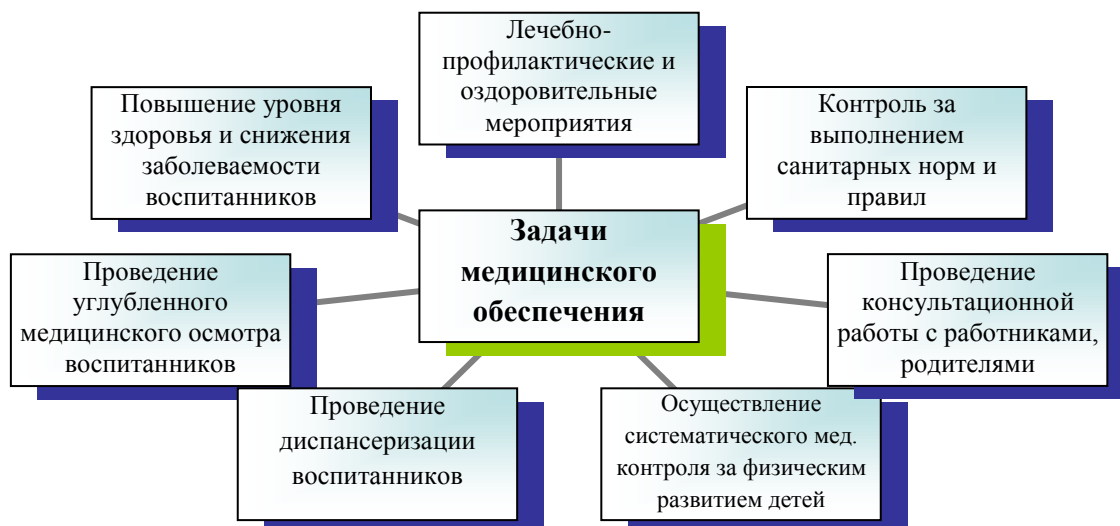 Лечебно-
профилактические и
оздоровительные
мероприятия
Повышение уровня
здоровья и снижения
заболеваемости
воспитанников
Контроль за
выполнением
санитарных норм и
правил
Задачи
медицинского
обеспечения
Проведение
углубленного
медицинского осмотра
воспитанников
Проведение
консультационной
работы с работниками,
родителями
Проведение
диспансеризации
воспитанников
Осуществление
систематического мед.
контроля за физическим
развитием детей